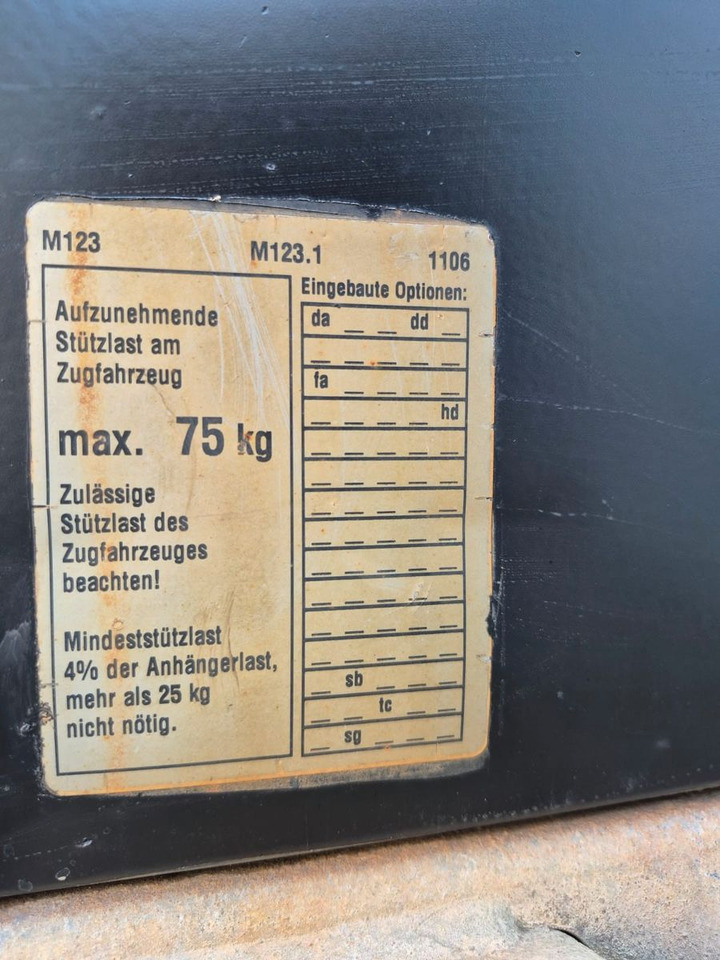 M123 M123.1 1106
Aufzunehmende
Stützlast am
Zugfahrzeug
max. 75 kg
Zulässige
Stützlast des
Zugfahrzeuges
beachten!
Mindeststützlast
4% der Anhängerlast,
mehr als 25 kg
nicht nötig.
Eingebaute Optionen:
da _ _ dd _
_ _ _ _ _
fa _ _ _ _
_ _ _ _ hd
_ _ _ _ _
_ _ _ _ _
_ _ _ _ _
_ _ _ _ _
_ _ _ _ _
_ _ _ _ _
_ _ _ _ _
_ _ _ _ _
_ sb _ _ _
_ _ tc _ _
_ sg _ _ _